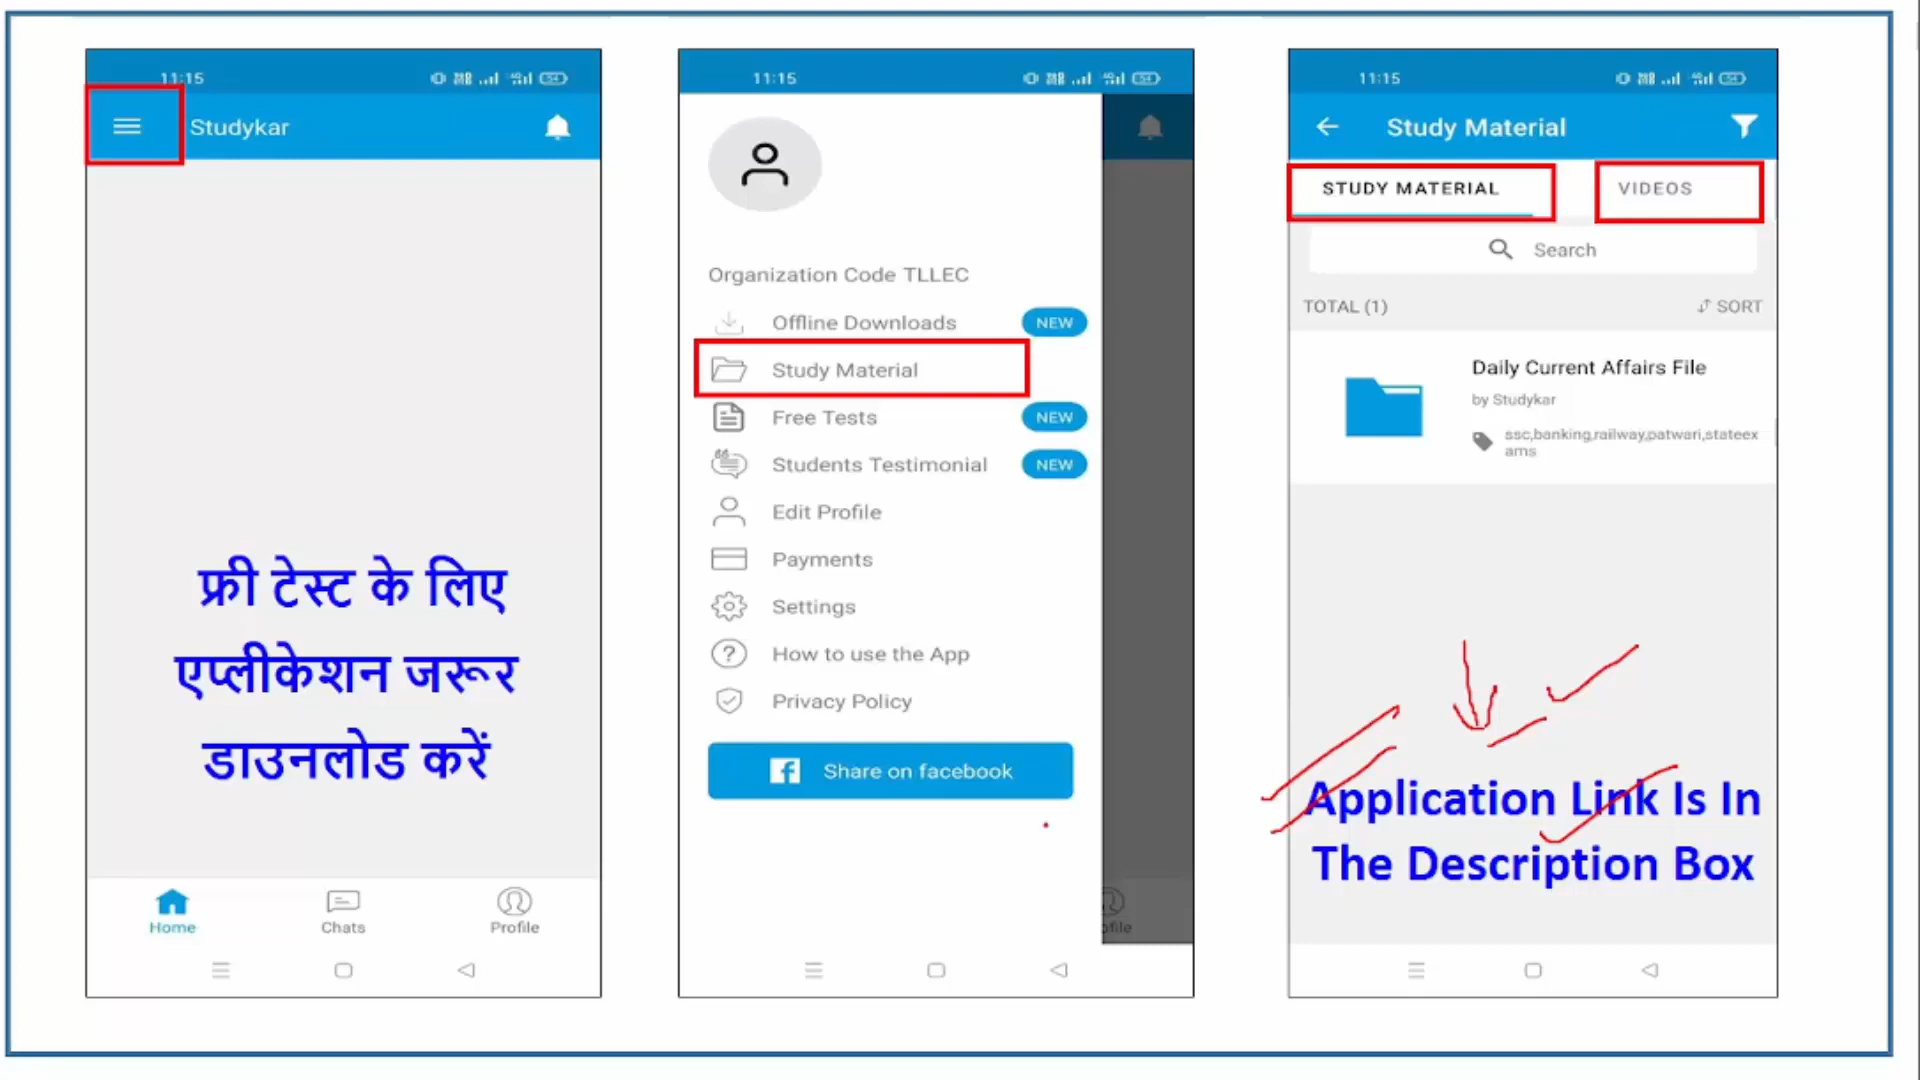 11:15
Studykar
फ्री टेस्ट के लिए
एप्लीकेशन जरूर
डाउनलोड करें
Home
Chats
Profile
11:15
Organization Code TLLEC
Offline Downloads
NEW
Study Material
Free Tests
NEW
Students Testimonial
NEW
Edit Profile
Payments
Settings
How to use the App
Privacy Policy
Share on facebook
11:15
Study Material
STUDY MATERIAL
VIDEOS
Search
TOTAL (1)
SORT
Daily Current Affairs File
by Studykar
ssc,banking,railway,patwari,stateex
ams
Application Link Is In
The Description Box